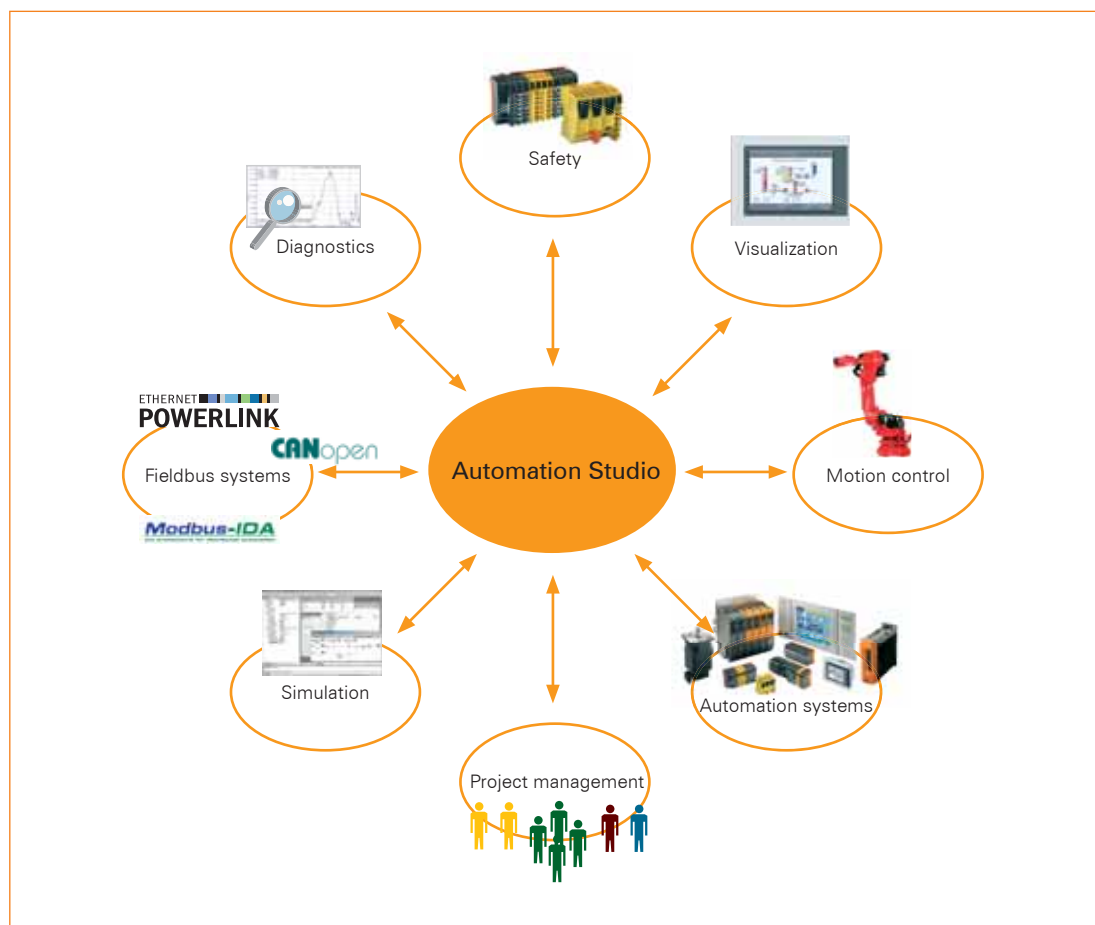 Safety
Visualization
Diagnostics
ETHERNET
POWERLINK
CANopen
Fieldbus systems
Modbus-IDA
Automation Studio
Motion control
Simulation
Automation systems
Project management